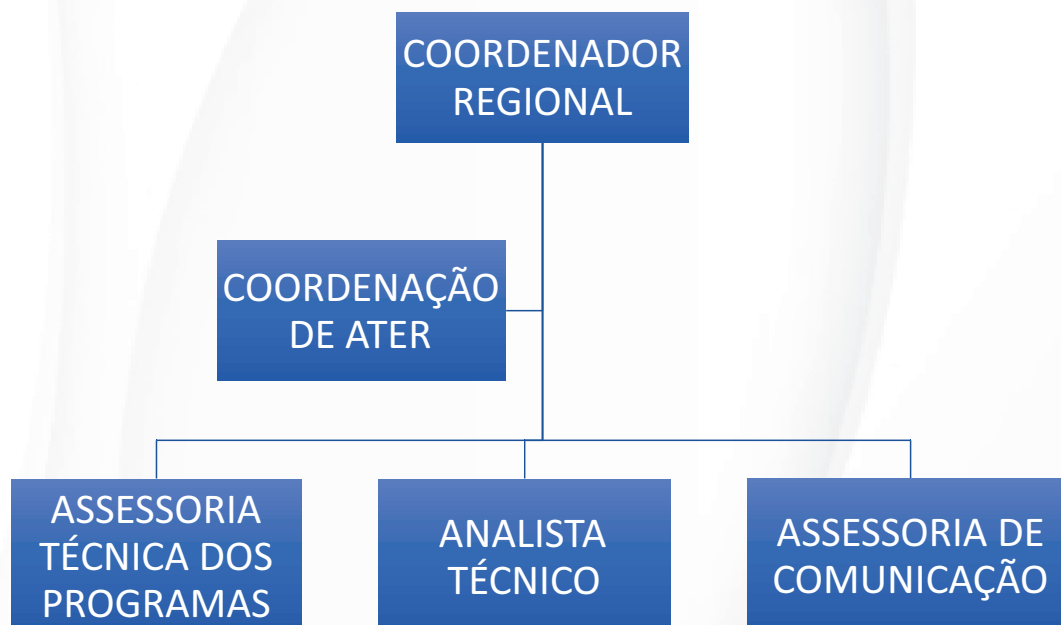 COORDENADOR
REGIONAL
COORDENAÇÃO
DE ATER
ASSESSORIA
TÉCNICA DOS
PROGRAMAS
ANALISTA
TÉCNICO
ASSESSORIA DE
COMUNICAÇÃO